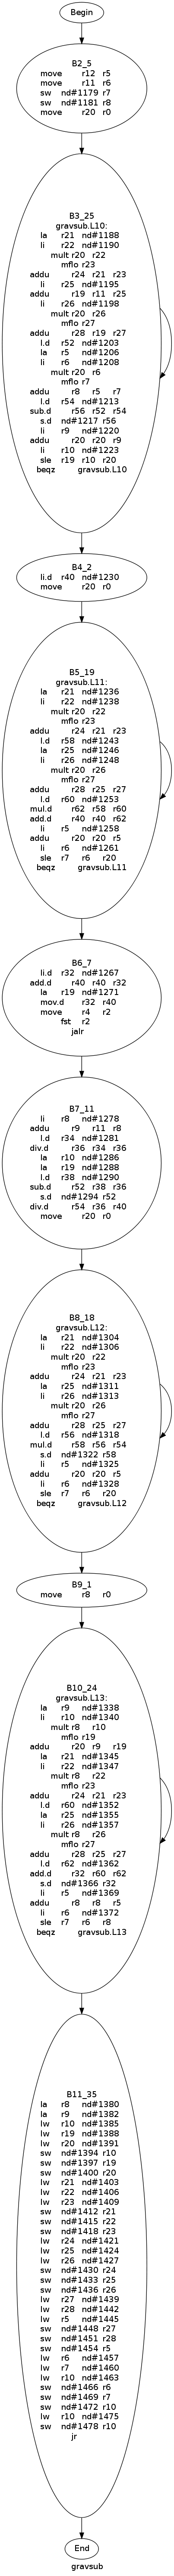 Begin
B2_5
move r12 r5
move r11 r6
sw nd#1179 r7
sw nd#1181 r8
move r20 r0
B3_25
gravsub.L10:
la r21 nd#1188
li r22 nd#1190
mult r20 r22
mflo r23
addu r24 r21 r23
li r25 nd#1195
addu r19 r11 r25
li r26 nd#1198
mult r20 r26
mflo r27
addu r28 r19 r27
l.d r52 nd#1203
la r5 nd#1206
li r6 nd#1208
mult r20 r6
mflo r7
addu r8 r5 r7
l.d r54 nd#1213
sub.d r56 r52 r54
s.d nd#1217 r56
li r9 nd#1220
addu r20 r20 r9
li r10 nd#1223
sle r19 r10 r20
beqz gravsub.L10
B4_2
li.d r40 nd#1230
move r20 r0
B5_19
gravsub.L11:
la r21 nd#1236
li r22 nd#1238
mult r20 r22
mflo r23
addu r24 r21 r23
l.d r58 nd#1243
la r25 nd#1246
li r26 nd#1248
mult r20 r26
mflo r27
addu r28 r25 r27
l.d r60 nd#1253
mul.d r62 r58 r60
add.d r40 r40 r62
li r5 nd#1258
addu r20 r20 r5
li r6 nd#1261
sle r7 r6 r20
beqz gravsub.L11
B6_7
li.d r32 nd#1267
add.d r40 r40 r32
la r19 nd#1271
mov.d r32 r40
move r4 r2
fst r2
jalr
B7_11
li r8 nd#1278
addu r9 r11 r8
l.d r34 nd#1281
div.d r36 r34 r36
la r10 nd#1286
la r19 nd#1288
l.d r38 nd#1290
sub.d r52 r38 r36
s.d nd#1294 r52
div.d r54 r36 r40
move r20 r0
B8_18
gravsub.L12:
la r21 nd#1304
li r22 nd#1306
mult r20 r22
mflo r23
addu r24 r21 r23
la r25 nd#1311
li r26 nd#1313
mult r20 r26
mflo r27
addu r28 r25 r27
l.d r56 nd#1318
mul.d r58 r56 r54
s.d nd#1322 r58
li r5 nd#1325
addu r20 r20 r5
li r6 nd#1328
sle r7 r6 r20
beqz gravsub.L12
B9_1
move r8 r0
B10_24
gravsub.L13:
la r9 nd#1338
li r10 nd#1340
mult r8 r10
mflo r19
addu r20 r9 r19
la r21 nd#1345
li r22 nd#1347
mult r8 r22
mflo r23
addu r24 r21 r23
l.d r60 nd#1352
la r25 nd#1355
li r26 nd#1357
mult r8 r26
mflo r27
addu r28 r25 r27
l.d r62 nd#1362
add.d r32 r60 r62
s.d nd#1366 r32
li r5 nd#1369
addu r8 r8 r5
li r6 nd#1372
sle r7 r6 r8
beqz gravsub.L13
B11_35
la r8 nd#1380
la r9 nd#1382
lw r10 nd#1385
lw r19 nd#1388
lw r20 nd#1391
sw nd#1394 r10
sw nd#1397 r19
sw nd#1400 r20
lw r21 nd#1403
lw r22 nd#1406
lw r23 nd#1409
sw nd#1412 r21
sw nd#1415 r22
sw nd#1418 r23
lw r24 nd#1421
lw r25 nd#1424
lw r26 nd#1427
sw nd#1430 r24
sw nd#1433 r25
sw nd#1436 r26
lw r27 nd#1439
lw r28 nd#1442
lw r5 nd#1445
sw nd#1448 r27
sw nd#1451 r28
sw nd#1454 r5
lw r6 nd#1457
lw r7 nd#1460
lw r10 nd#1463
sw nd#1466 r6
sw nd#1469 r7
sw nd#1472 r10
lw r10 nd#1475
sw nd#1478 r10
jr
End
gravsub